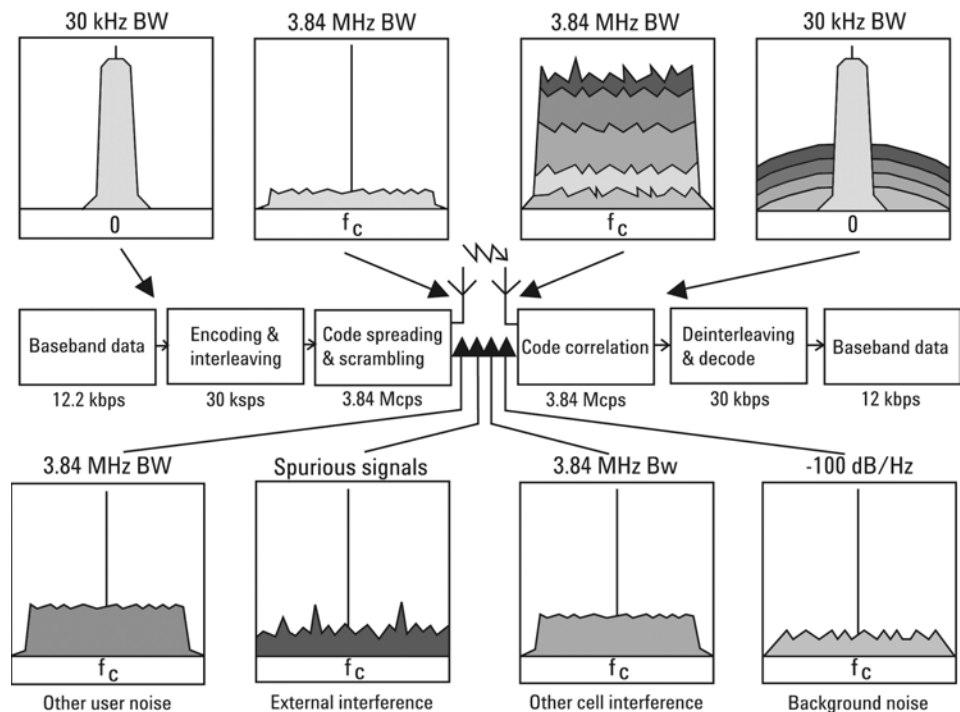 30 kHz BW
3.84 MHz BW
3.84 MHz BW
30 kHz BW
0
fc
fc
0
Baseband data
Encoding &
interleaving
Code spreading
& scrambling
Code correlation
Deinterleaving
& decode
Baseband data
12.2 kbps
30 ksps
3.84 Mcps
3.84 Mcps
30 kbps
12 kbps
3.84 MHz BW
Spurious signals
3.84 MHz Bw
-100 dB/Hz
fc
fc
fc
fc
Other user noise
External interference
Other cell interference
Background noise